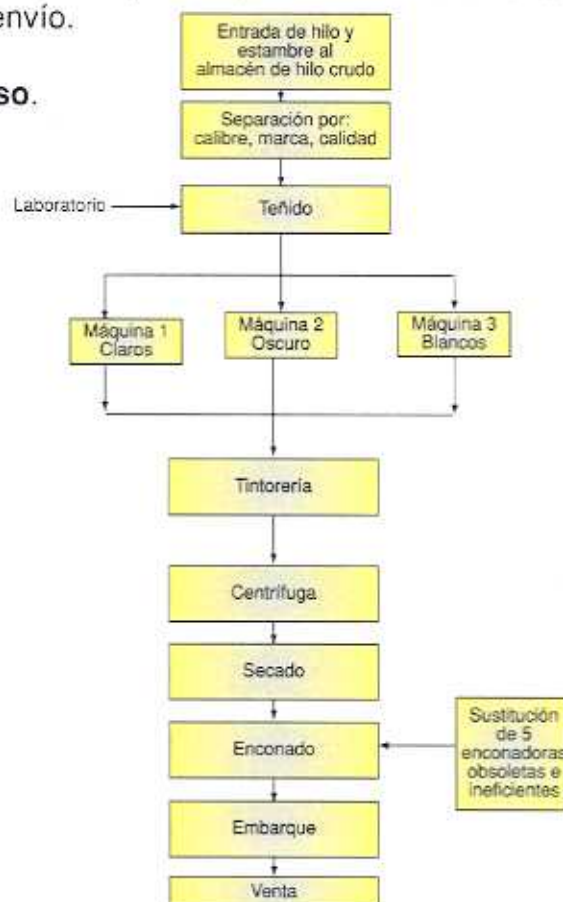 envío.
so.
Entrada de hilo y
estambre al
almacén de hilo crudo
Separación por:
calibre, marca, calidad
Laboratorio
Teñido
Máquina 1
Claros
Máquina 2
Oscuro
Máquina 3
Blancos
Tintorería
Centrífuga
Secado
Enconado
Sustitución
de 5
enconadoras
obsoletas e
ineficientes
Embarque
Venta